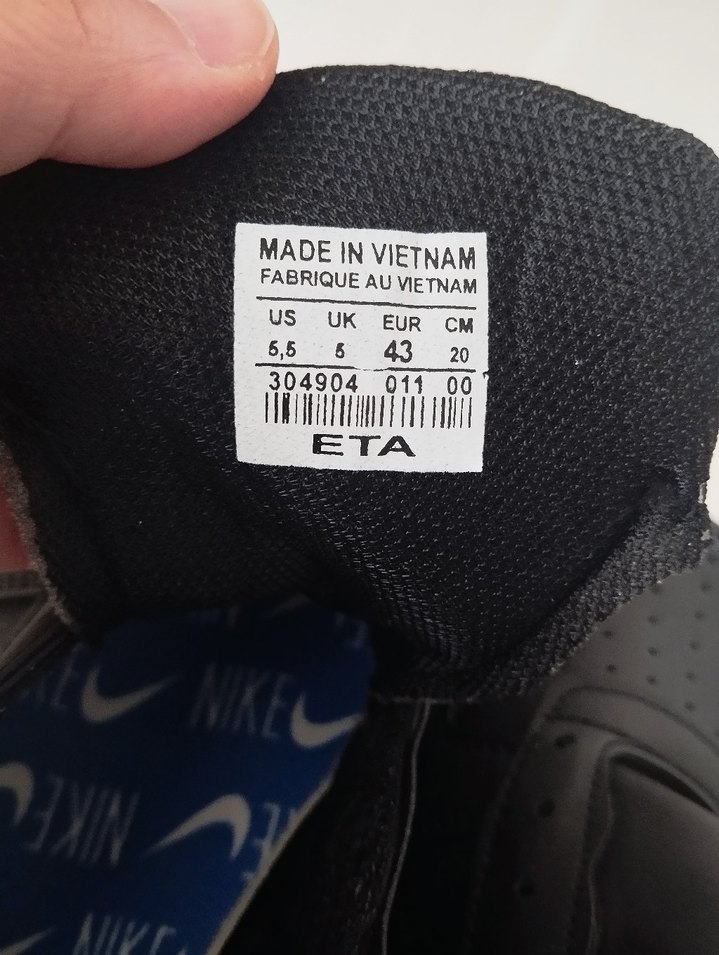 MADE IN VIETNAM
FABRIQUE AU VIETNAM
US UK EUR CM
5,5 5 43 20
304904 011 00
ETA
NIKE
NIKE
NIKE